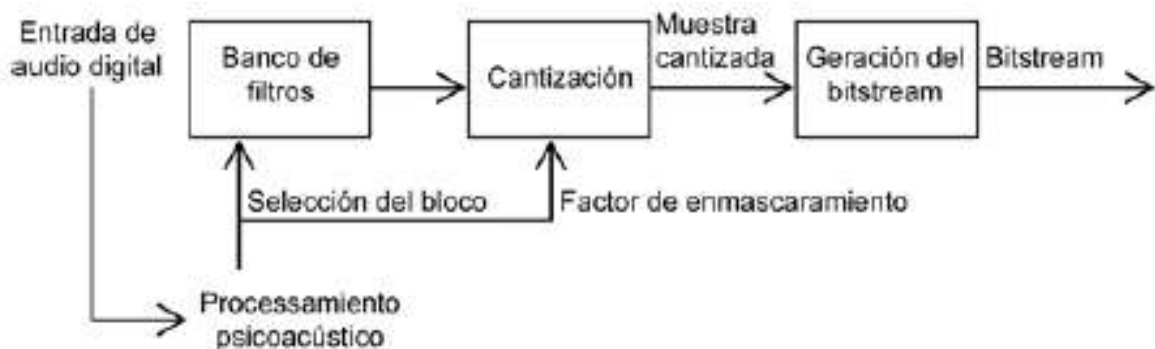 Entrada de
audio digital
Banco de
filtros
Cantización
Muestra
cantizada
Geración del
bitstream
Bitstream
Selección del bloco
Factor de enmascaramiento
Processamiento
psicoacústico